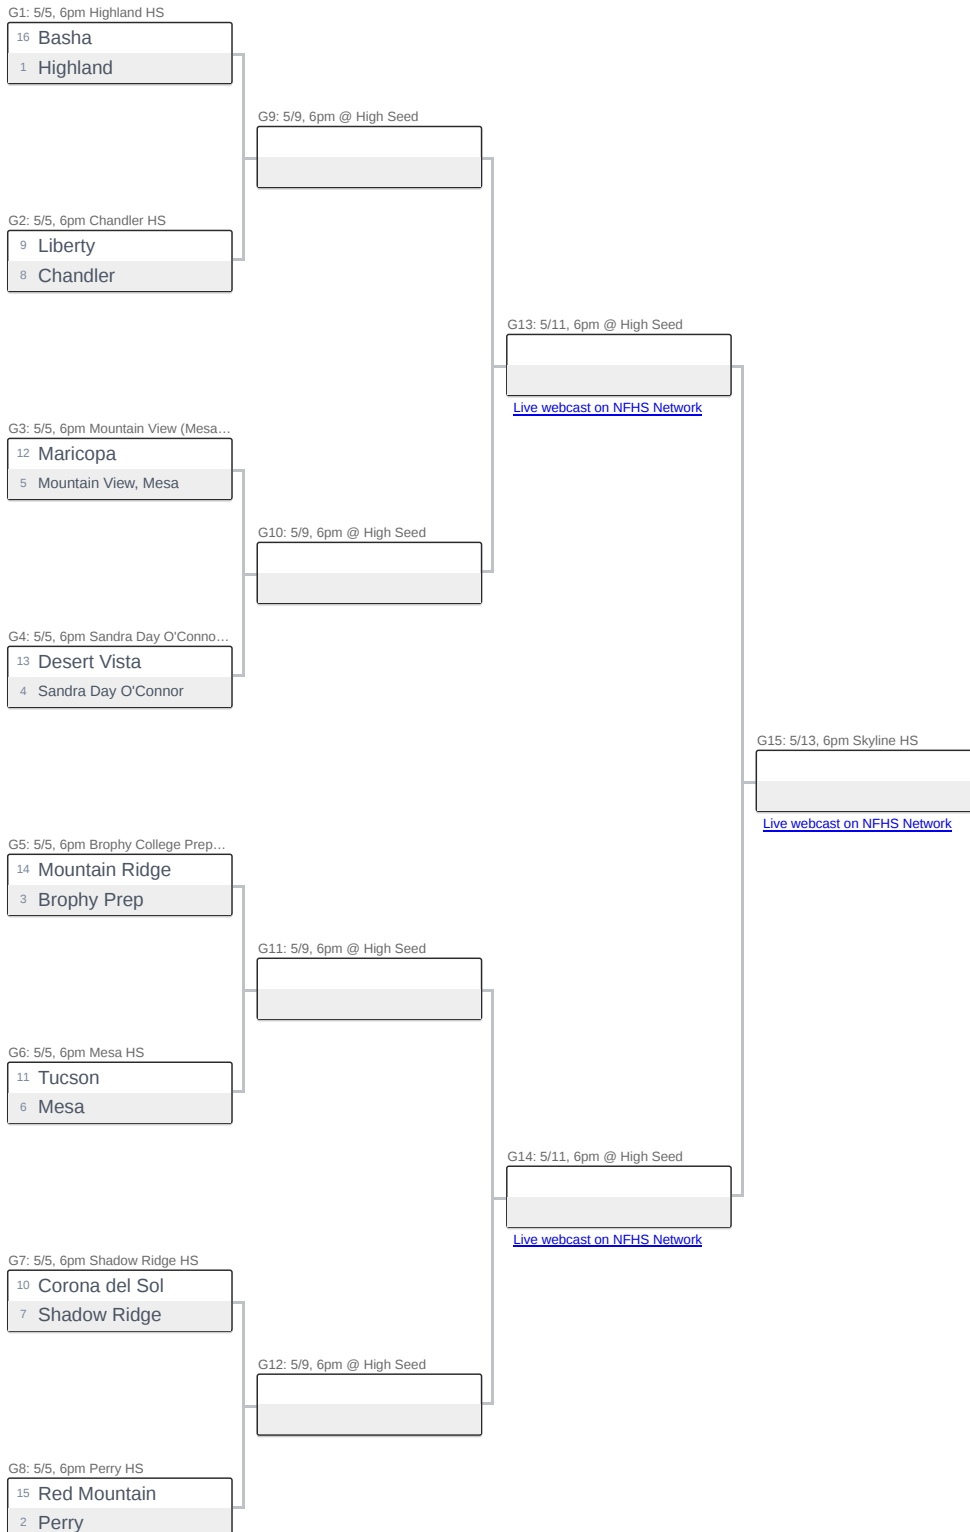 G1: 5/5, 6pm Highland HS
16 Basha
1 Highland
G9: 5/9, 6pm @ High Seed
G2: 5/5, 6pm Chandler HS
9 Liberty
8 Chandler
G13: 5/11, 6pm @ High Seed
Live webcast on NFHS Network
G3: 5/5, 6pm Mountain View (Mesa…
12 Maricopa
5 Mountain View, Mesa
G10: 5/9, 6pm @ High Seed
G4: 5/5, 6pm Sandra Day O'Conno…
13 Desert Vista
4 Sandra Day O'Connor
G15: 5/13, 6pm Skyline HS
Live webcast on NFHS Network
G5: 5/5, 6pm Brophy College Prep…
14 Mountain Ridge
3 Brophy Prep
G11: 5/9, 6pm @ High Seed
G6: 5/5, 6pm Mesa HS
11 Tucson
6 Mesa
G14: 5/11, 6pm @ High Seed
Live webcast on NFHS Network
G7: 5/5, 6pm Shadow Ridge HS
10 Corona del Sol
7 Shadow Ridge
G12: 5/9, 6pm @ High Seed
G8: 5/5, 6pm Perry HS
15 Red Mountain
2 Perry